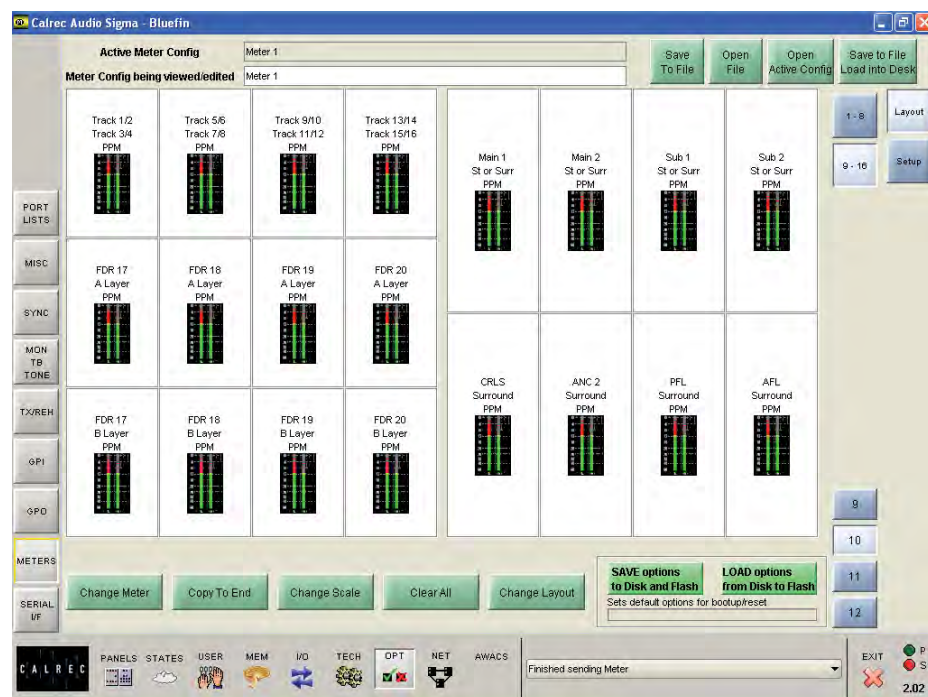 Calrec Audio Sigma - Bluefin
Active Meter Config
Meter 1
Meter Config being viewed/edited
Meter 1
Save To File
Open File
Open Active Config
Save to File Load into Desk
Track 1/2
Track 3/4
PPM
Track 5/6
Track 7/8
PPM
Track 9/10
Track 11/12
PPM
Track 13/14
Track 15/16
PPM
Main 1
St or Surr
PPM
Main 2
St or Surr
PPM
Sub 1
St or Surr
PPM
Sub 2
St or Surr
PPM
1 - 8
Layout
9 - 16
Setup
PORT
LISTS
MISC
SYNC
MON
TB
TONE
TX/REH
GPI
GPO
METERS
SERIAL
I/F
FDR 17
A Layer
PPM
FDR 18
A Layer
PPM
FDR 19
A Layer
PPM
FDR 20
A Layer
PPM
CRLS
Surround
PPM
ANC 2
Surround
PPM
PFL
Surround
PPM
AFL
Surround
PPM
FDR 17
B Layer
PPM
FDR 18
B Layer
PPM
FDR 19
B Layer
PPM
FDR 20
B Layer
PPM
9
10
11
12
Change Meter
Copy To End
Change Scale
Clear All
Change Layout
SAVE options
to Disk and Flash
LOAD options
from Disk to Flash
Sets default options for bootup/reset
CALREC
PANELS
STATES
USER
MEM
I/O
TECH
OPT
NET
AWACS
Finished sending Meter
EXIT
P
S
2.02